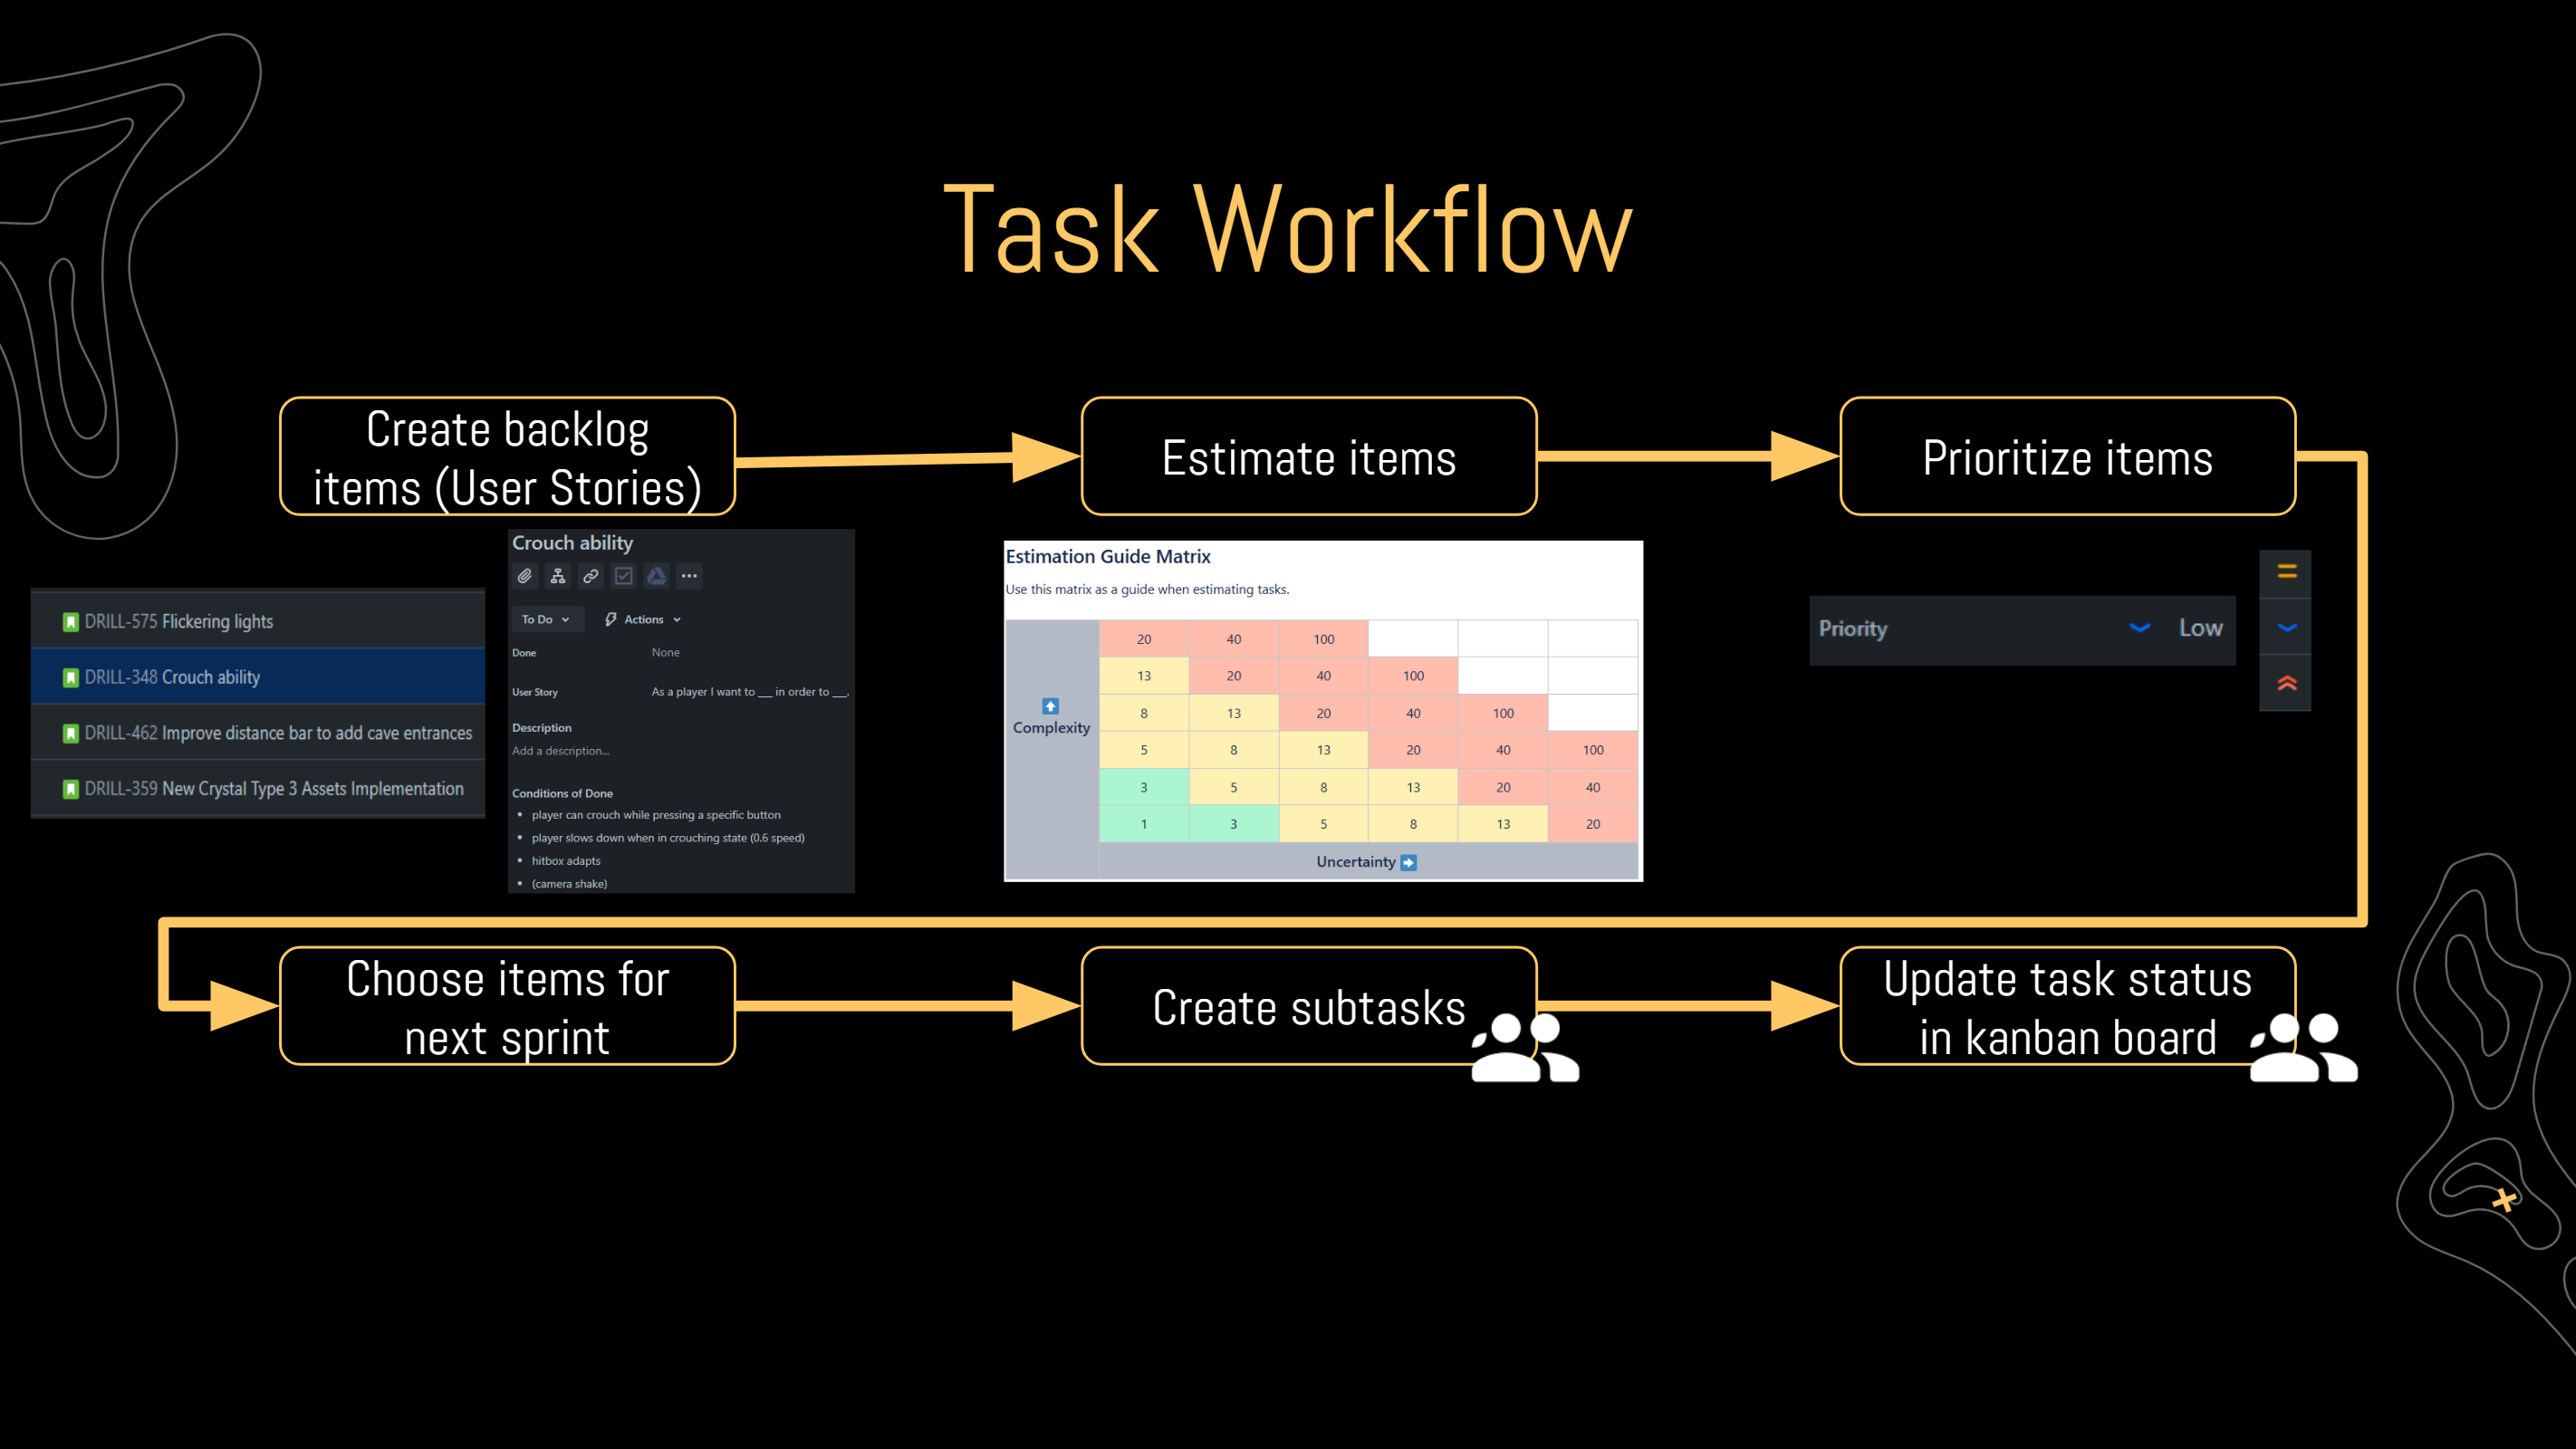 Task Workflow
Create backlog
items (User Stories)
Estimate items
Prioritize items
DRILL-575 Flickering lights
DRILL-348 Crouch ability
DRILL-462 Improve distance bar to add cave entrances
DRILL-359 New Crystal Type 3 Assets Implementation
Crouch ability
To Do Actions
Done None
User Story As a player I want to ___ in order to ___.
Description
Add a description...
Conditions of Done
• player can crouch while pressing a specific button
• player slows down when in crouching state (0.6 speed)
• hitbox adapts
• (camera shake)
Estimation Guide Matrix
Use this matrix as a guide when estimating tasks.
Complexity
20 40 100
13 20 40 100
8 13 20 40 100
5 8 13 20 40 100
3 5 8 13 20 40
1 3 5 8 13 20
Uncertainty
Priority Low
Choose items for
next sprint
Create subtasks
Update task status
in kanban board